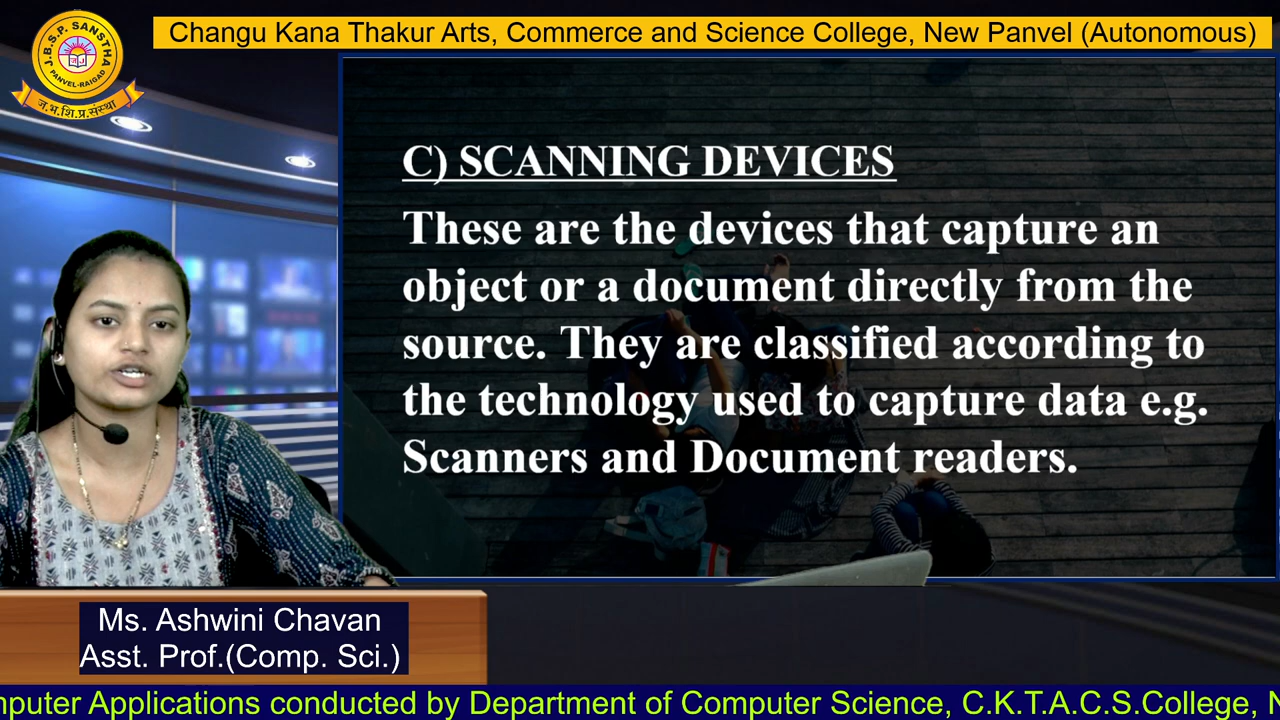 Changu Kana Thakur Arts, Commerce and Science College, New Panvel (Autonomous)
J.B.S.P. SANSTHA
PANVEL-RAIGAD
ज.भ.शि.प्र.संस्था
C) SCANNING DEVICES
These are the devices that capture an
object or a document directly from the
source. They are classified according to
the technology used to capture data e.g.
Scanners and Document readers.
Ms. Ashwini Chavan
Asst. Prof.(Comp. Sci.)
mputer Applications conducted by Department of Computer Science, C.K.T.A.C.S.College, N